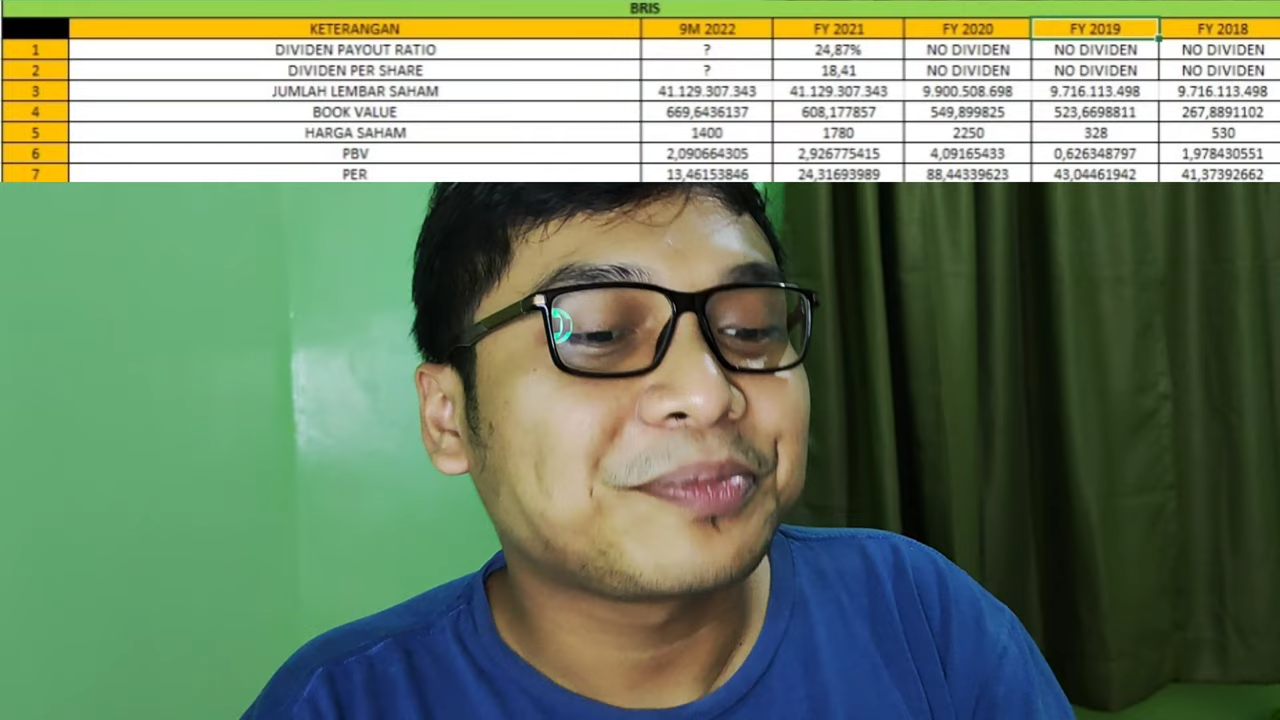 BRIS
KETERANGAN 9M 2022 FY 2021 FY 2020 FY 2019 FY 2018
1 DIVIDEN PAYOUT RATIO ? 24,87% NO DIVIDEN NO DIVIDEN NO DIVIDEN
2 DIVIDEN PER SHARE ? 18,41 NO DIVIDEN NO DIVIDEN NO DIVIDEN
3 JUMLAH LEMBAR SAHAM 41.129.307.343 41.129.307.343 9.900.508.698 9.716.113.498 9.716.113.498
4 BOOK VALUE 669,6436137 608,177857 549,899825 523,6698811 267,8891102
5 HARGA SAHAM 1400 1780 2250 328 530
6 PBV 2,090664305 2,926775415 4,09165433 0,626348797 1,978430551
7 PER 13,46153846 24,31693989 88,44339623 43,04461942 41,37392662